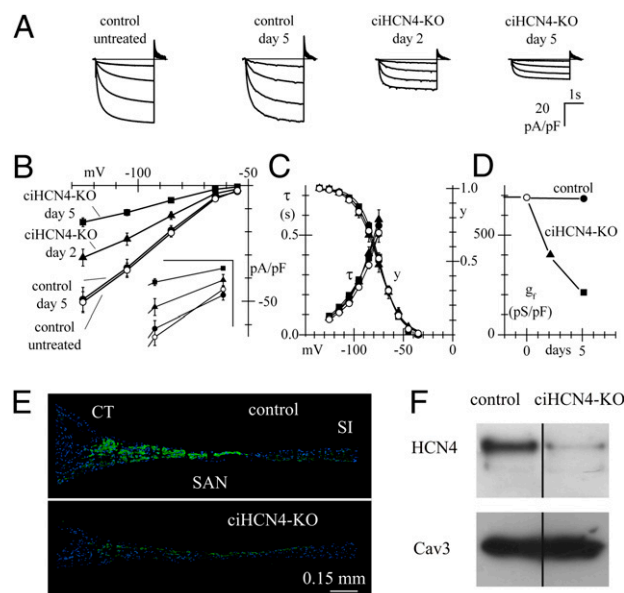 A
control
untreated
control
day 5
ciHCN4-KO
day 2
ciHCN4-KO
day 5
1s
20
pA/pF
B
mV -100
ciHCN4-KO
day 5
ciHCN4-KO
day 2
control
day 5
control
untreated
pA/pF
-50
C
τ
(s)
0.5
0.0
τ
y
1.0
y
0.5
0.0
mV -100 -50 0
D
control
500
ciHCN4-KO
gf
(pS/pF)
0
0 days 5
E
CT
control
SI
SAN
ciHCN4-KO
0.15 mm
F
control ciHCN4-KO
HCN4
Cav3